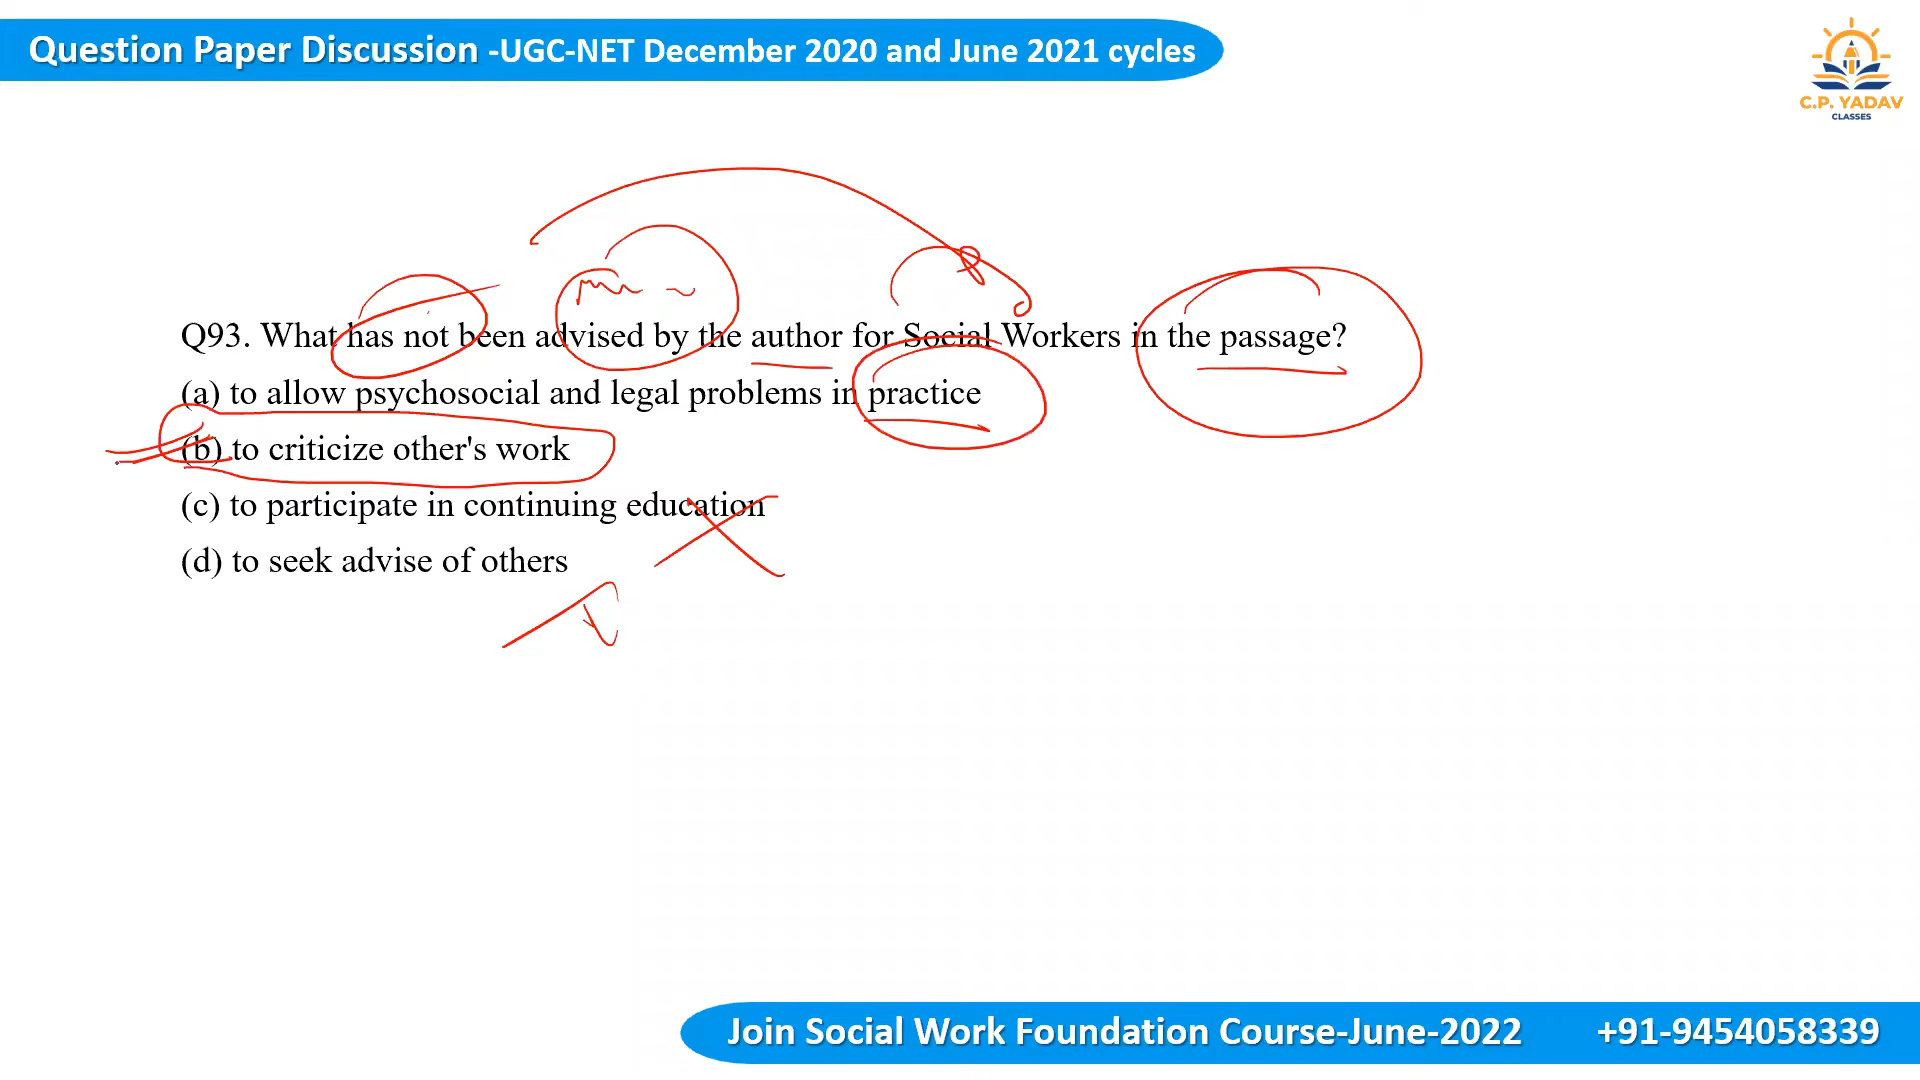 Question Paper Discussion -UGC-NET December 2020 and June 2021 cycles
C.P. YADAV
CLASSES
Q93. What has not been advised by the author for Social Workers in the passage?
(a) to allow psychosocial and legal problems in practice
(b) to criticize other's work
(c) to participate in continuing education
(d) to seek advise of others
Join Social Work Foundation Course-June-2022 +91-9454058339